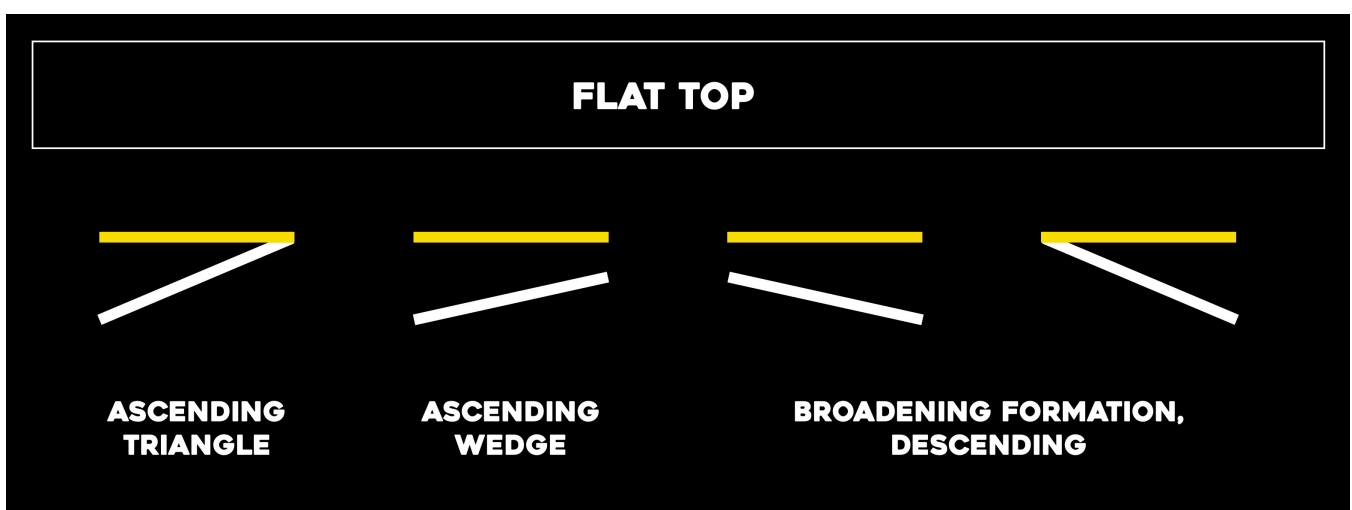 FLAT TOP
ASCENDING
TRIANGLE
ASCENDING
WEDGE
BROADENING FORMATION,
DESCENDING